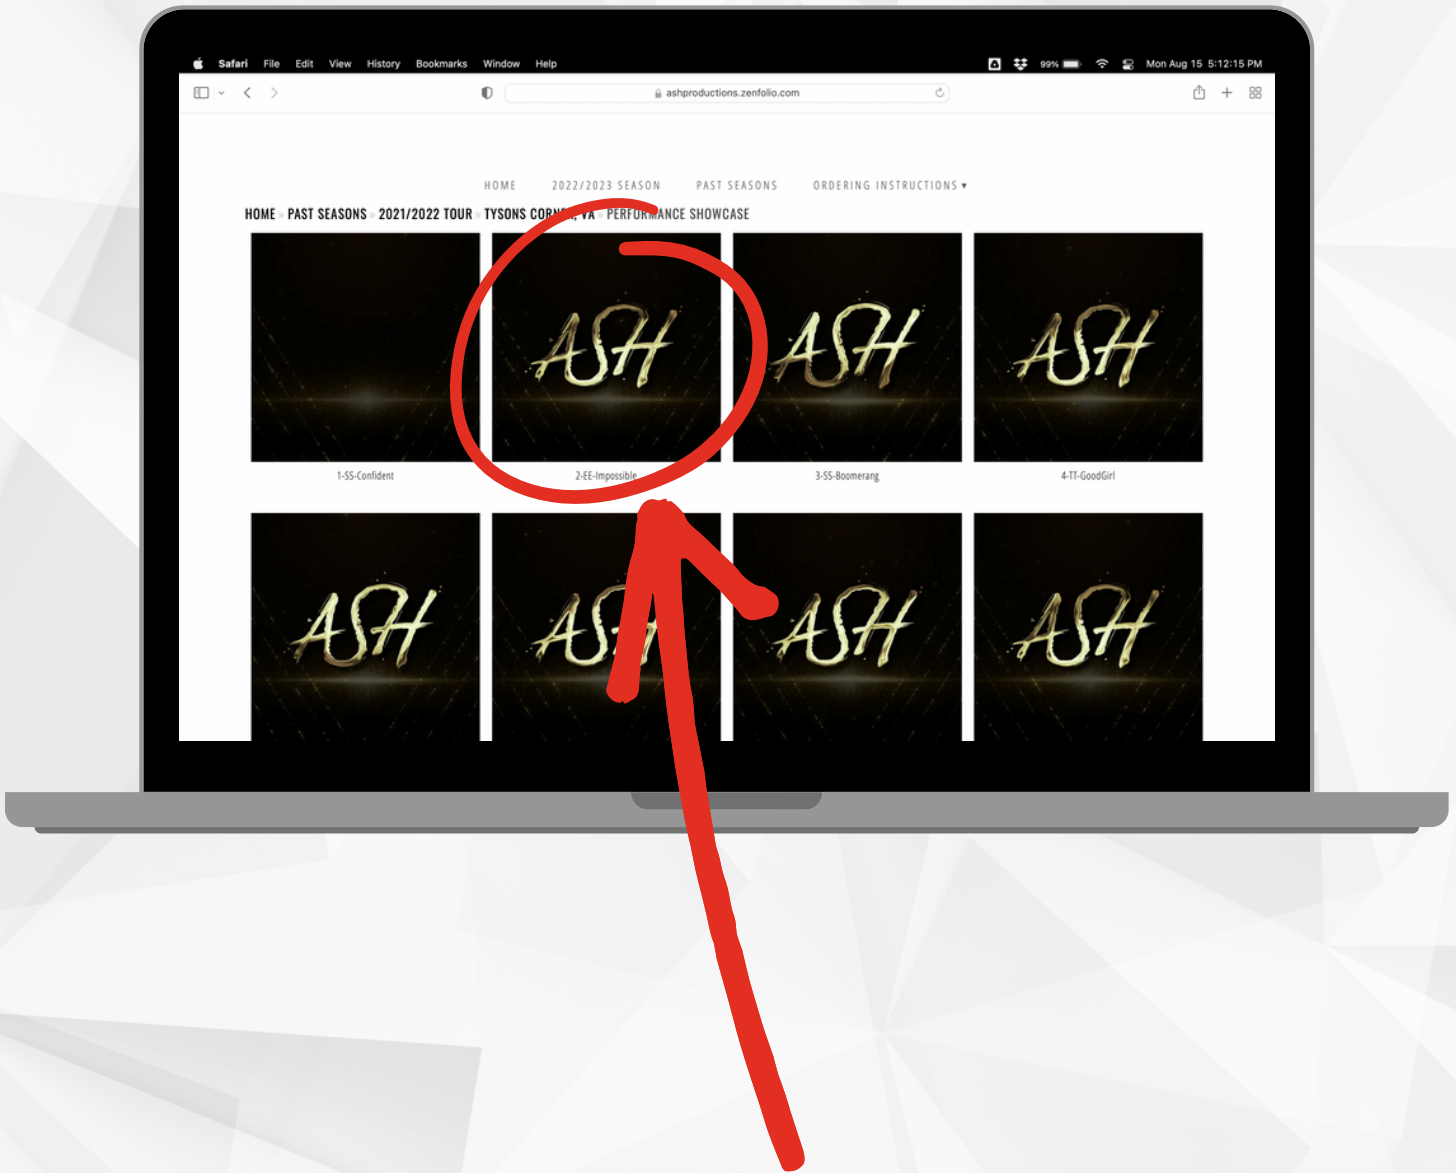 Safari File Edit View History Bookmarks Window Help 99% Mon Aug 15 5:12:15 PM
ashproductions.zenfolio.com
HOME 2022/2023 SEASON PAST SEASONS ORDERING INSTRUCTIONS ▾
HOME » PAST SEASONS » 2021/2022 TOUR » TYSONS CORNER, VA » PERFORMANCE SHOWCASE
ASH ASH ASH
1-SS-Confident 2-EE-Impossible 3-SS-Boomerang 4-TT-GoodGirl
ASH ASH ASH ASH